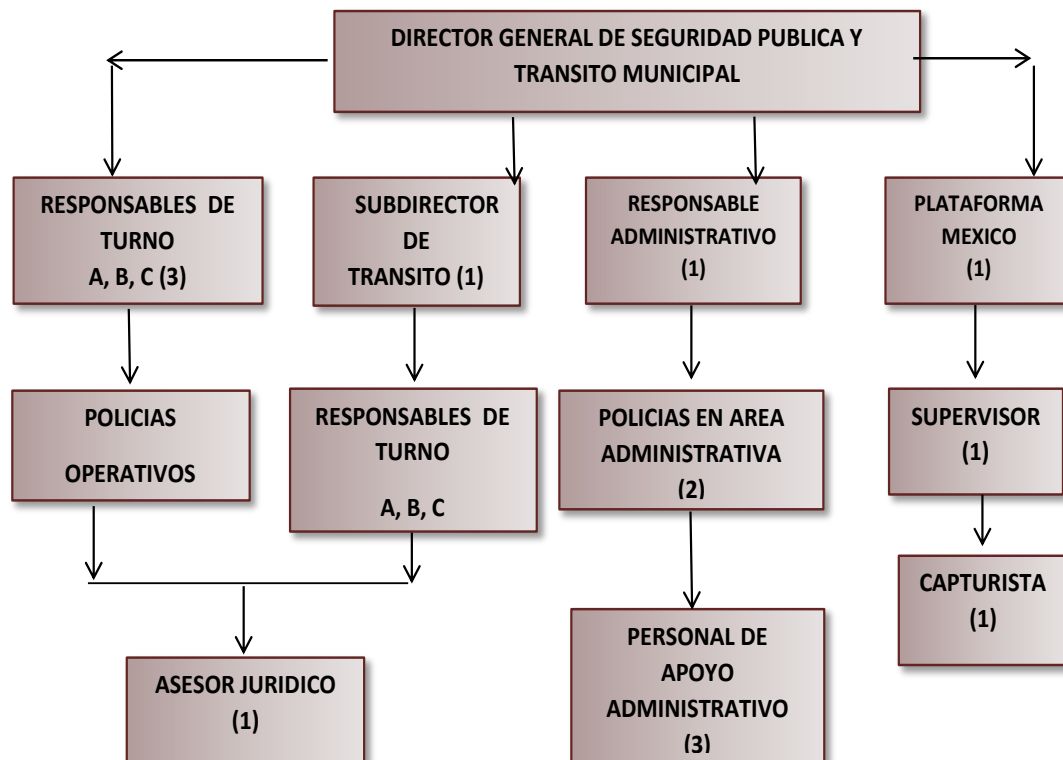 DIRECTOR GENERAL DE SEGURIDAD PUBLICA Y
TRANSITO MUNICIPAL
RESPONSABLES DE
TURNO
A, B, C (3)
SUBDIRECTOR
DE
TRANSITO (1)
RESPONSABLE
ADMINISTRATIVO
(1)
PLATAFORMA
MEXICO
(1)
POLICIAS
OPERATIVOS
RESPONSABLES DE
TURNO
A, B, C
POLICIAS EN AREA
ADMINISTRATIVA
(2)
SUPERVISOR
(1)
CAPTURISTA
(1)
ASESOR JURIDICO
(1)
PERSONAL DE
APOYO
ADMINISTRATIVO
(3)